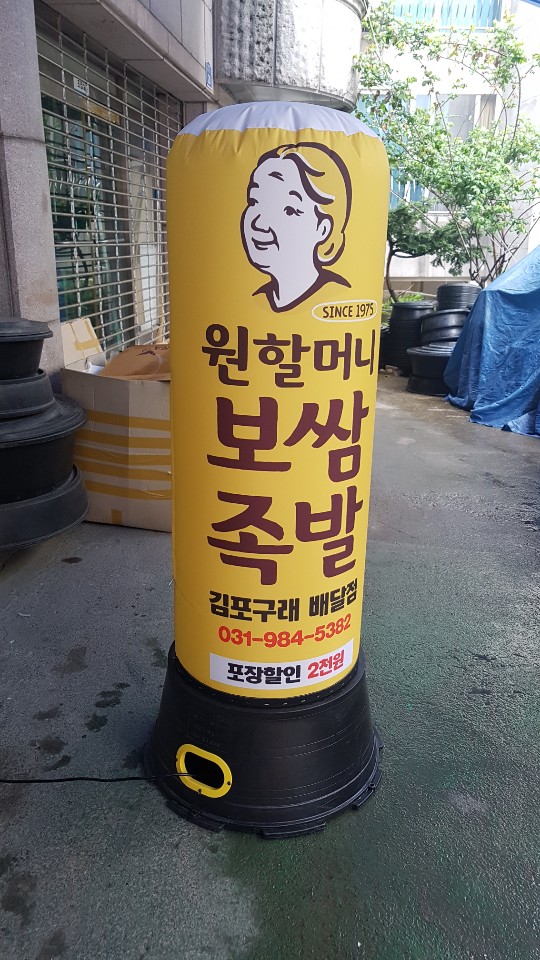 SINCE 1975
원할머니
보쌈
족발
김포구래 배달점
031-984-5382
포장할인 2천원